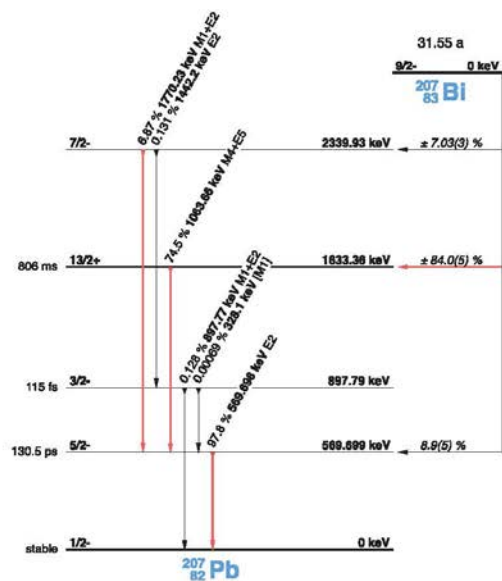 31.55 a
9/2- 0 keV
207
83 Bi
6.87 % 1770.23 keV M1+E2
0.131 % 1442.2 keV E2
7/2- 2339.93 keV ± 7.03(3) %
74.5 % 1063.66 keV M4+E5
806 ms 13/2+ 1633.36 keV ± 84.0(5) %
0.128 % 897.77 keV M1+E2
0.00069 % 328.1 keV [M1]
115 fs 3/2- 897.79 keV
97.8 % 569.698 keV E2
130.5 ps 5/2- 569.699 keV 8.9(5) %
stable 1/2- 0 keV
207
82 Pb